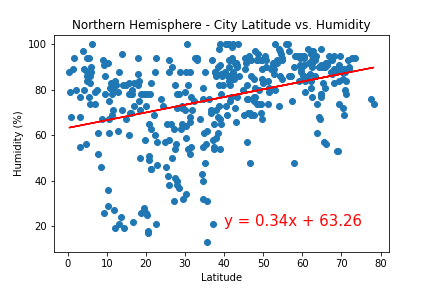 Northern Hemisphere - City Latitude vs. Humidity
Humidity (%)
100
80
60
40
20
y = 0.34x + 63.26
0 10 20 30 40 50 60 70 80
Latitude